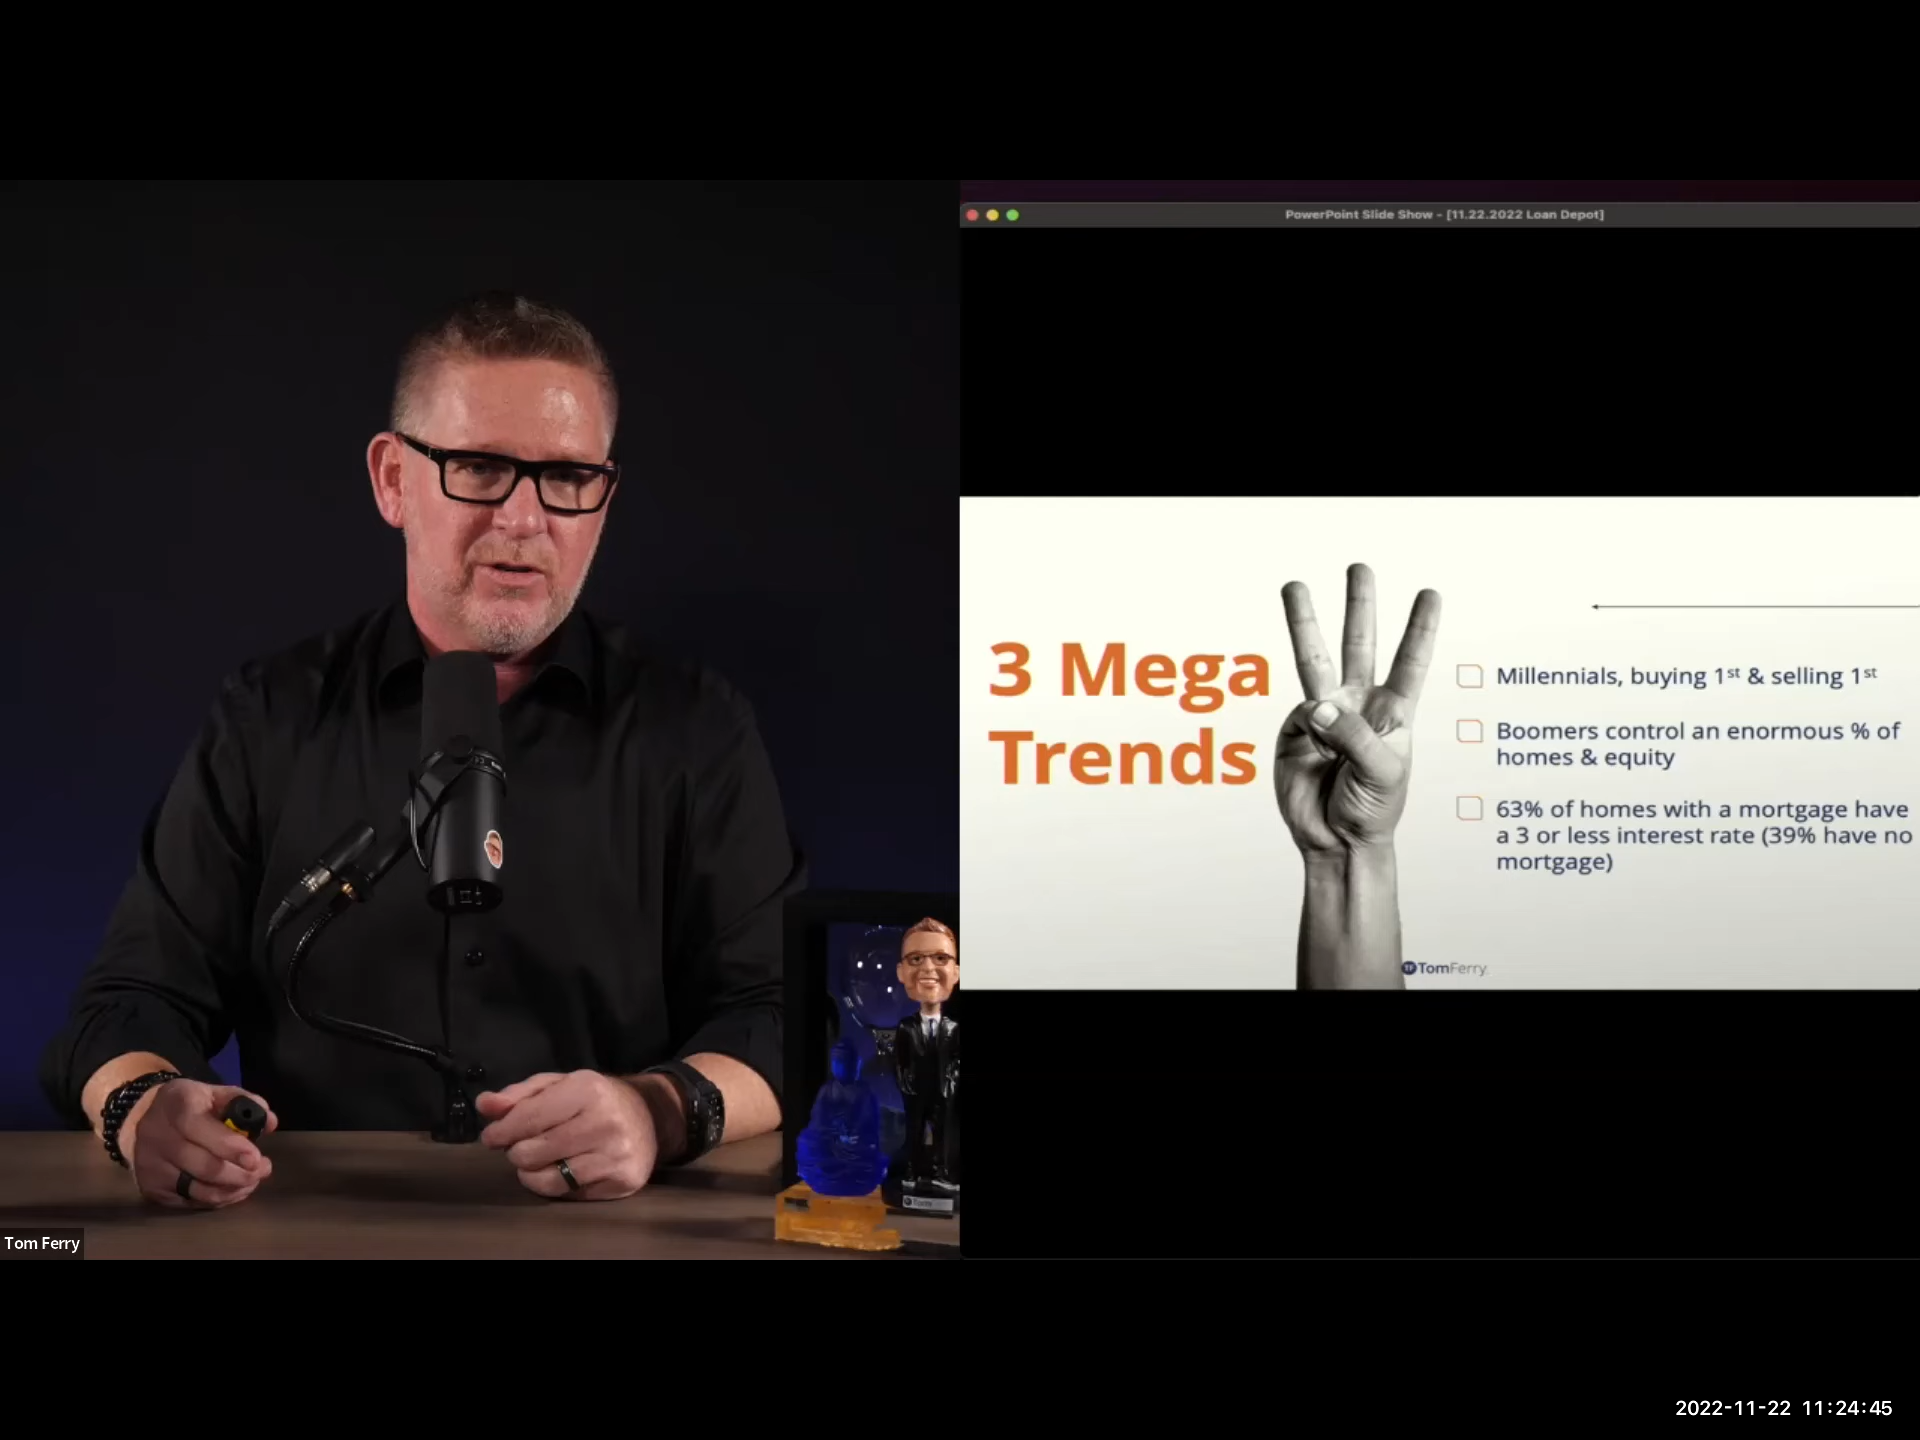 PowerPoint Slide Show - [11.22.2022 Loan Depot]
3 Mega
Trends
Millennials, buying 1st & selling 1st
Boomers control an enormous % of
homes & equity
63% of homes with a mortgage have
a 3 or less interest rate (39% have no
mortgage)
TF TomFerry.
Tom Ferry
2022-11-22 11:24:45